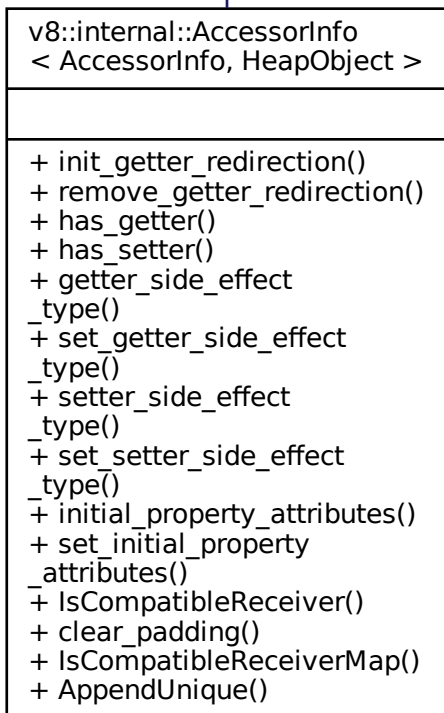 v8::internal::AccessorInfo
< AccessorInfo, HeapObject >
+ init_getter_redirection()
+ remove_getter_redirection()
+ has_getter()
+ has_setter()
+ getter_side_effect
_type()
+ set_getter_side_effect
_type()
+ setter_side_effect
_type()
+ set_setter_side_effect
_type()
+ initial_property_attributes()
+ set_initial_property
_attributes()
+ IsCompatibleReceiver()
+ clear_padding()
+ IsCompatibleReceiverMap()
+ AppendUnique()